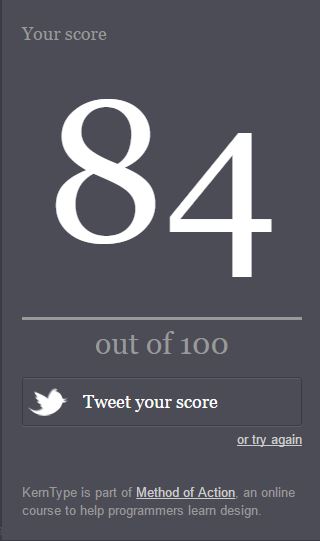 Your score
84
out of 100
Tweet your score
or try again
KernType is part of Method of Action, an online
course to help programmers learn design.